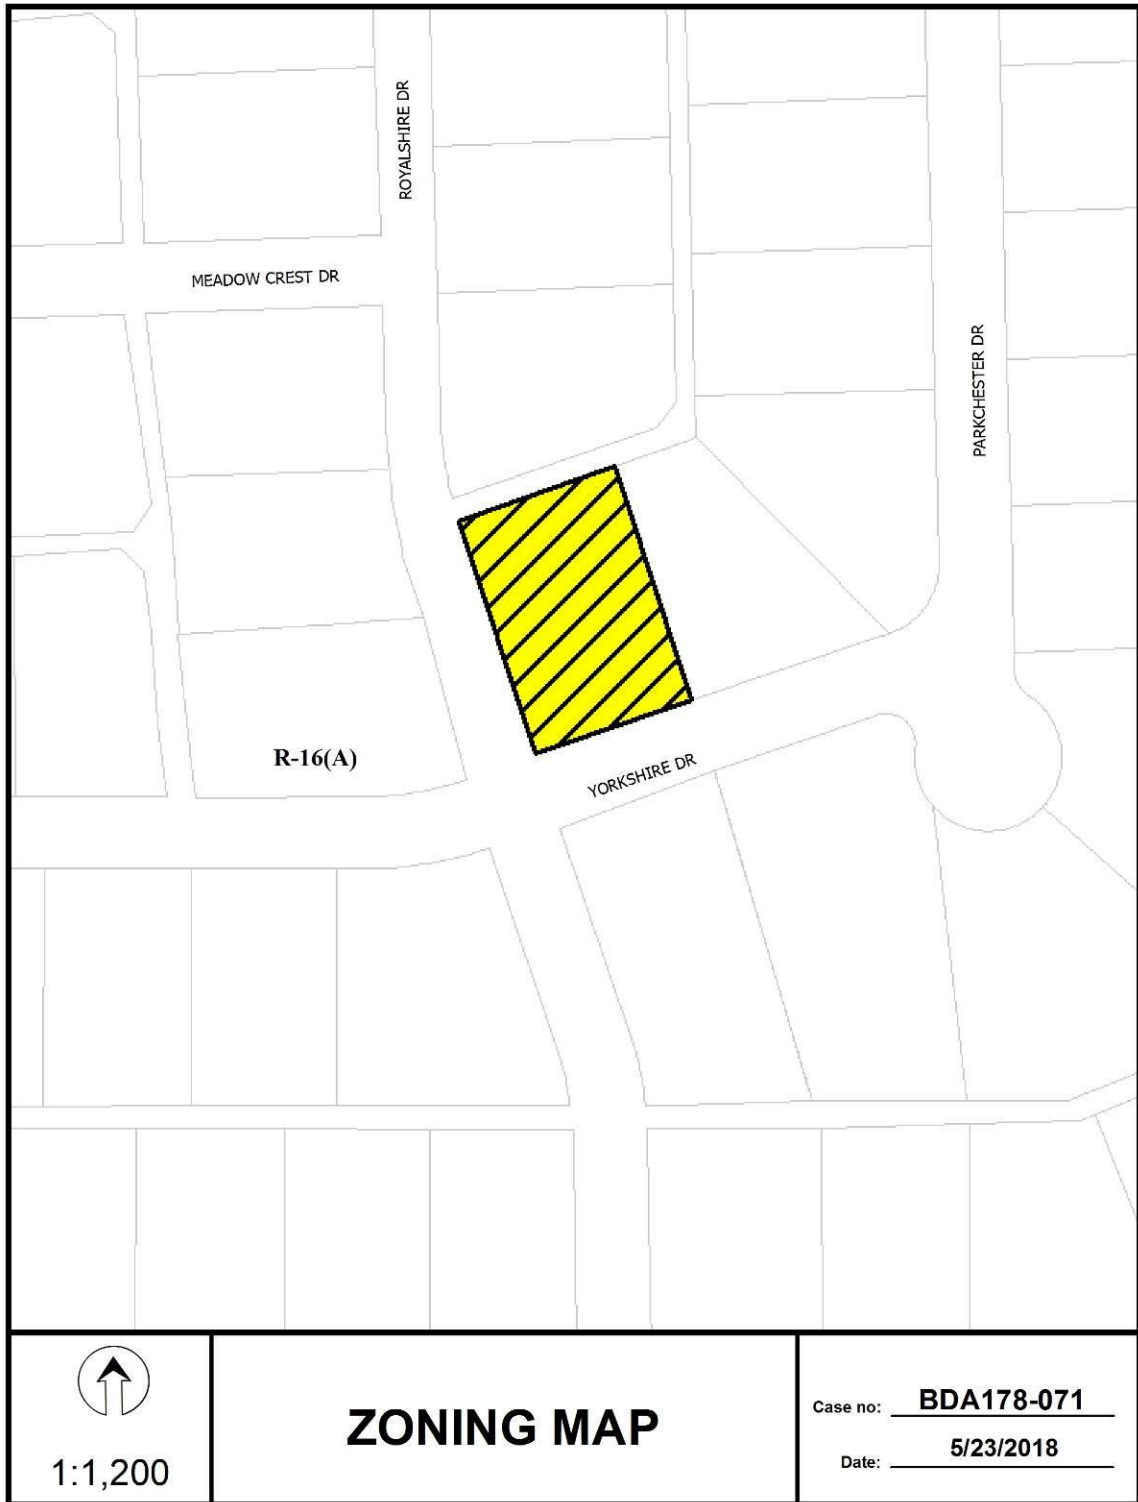 ROYALSHIRE DR
MEADOW CREST DR
PARKCHESTER DR
R-16(A)
YORKSHIRE DR
1:1,200
ZONING MAP
Case no: BDA178-071
Date: 5/23/2018